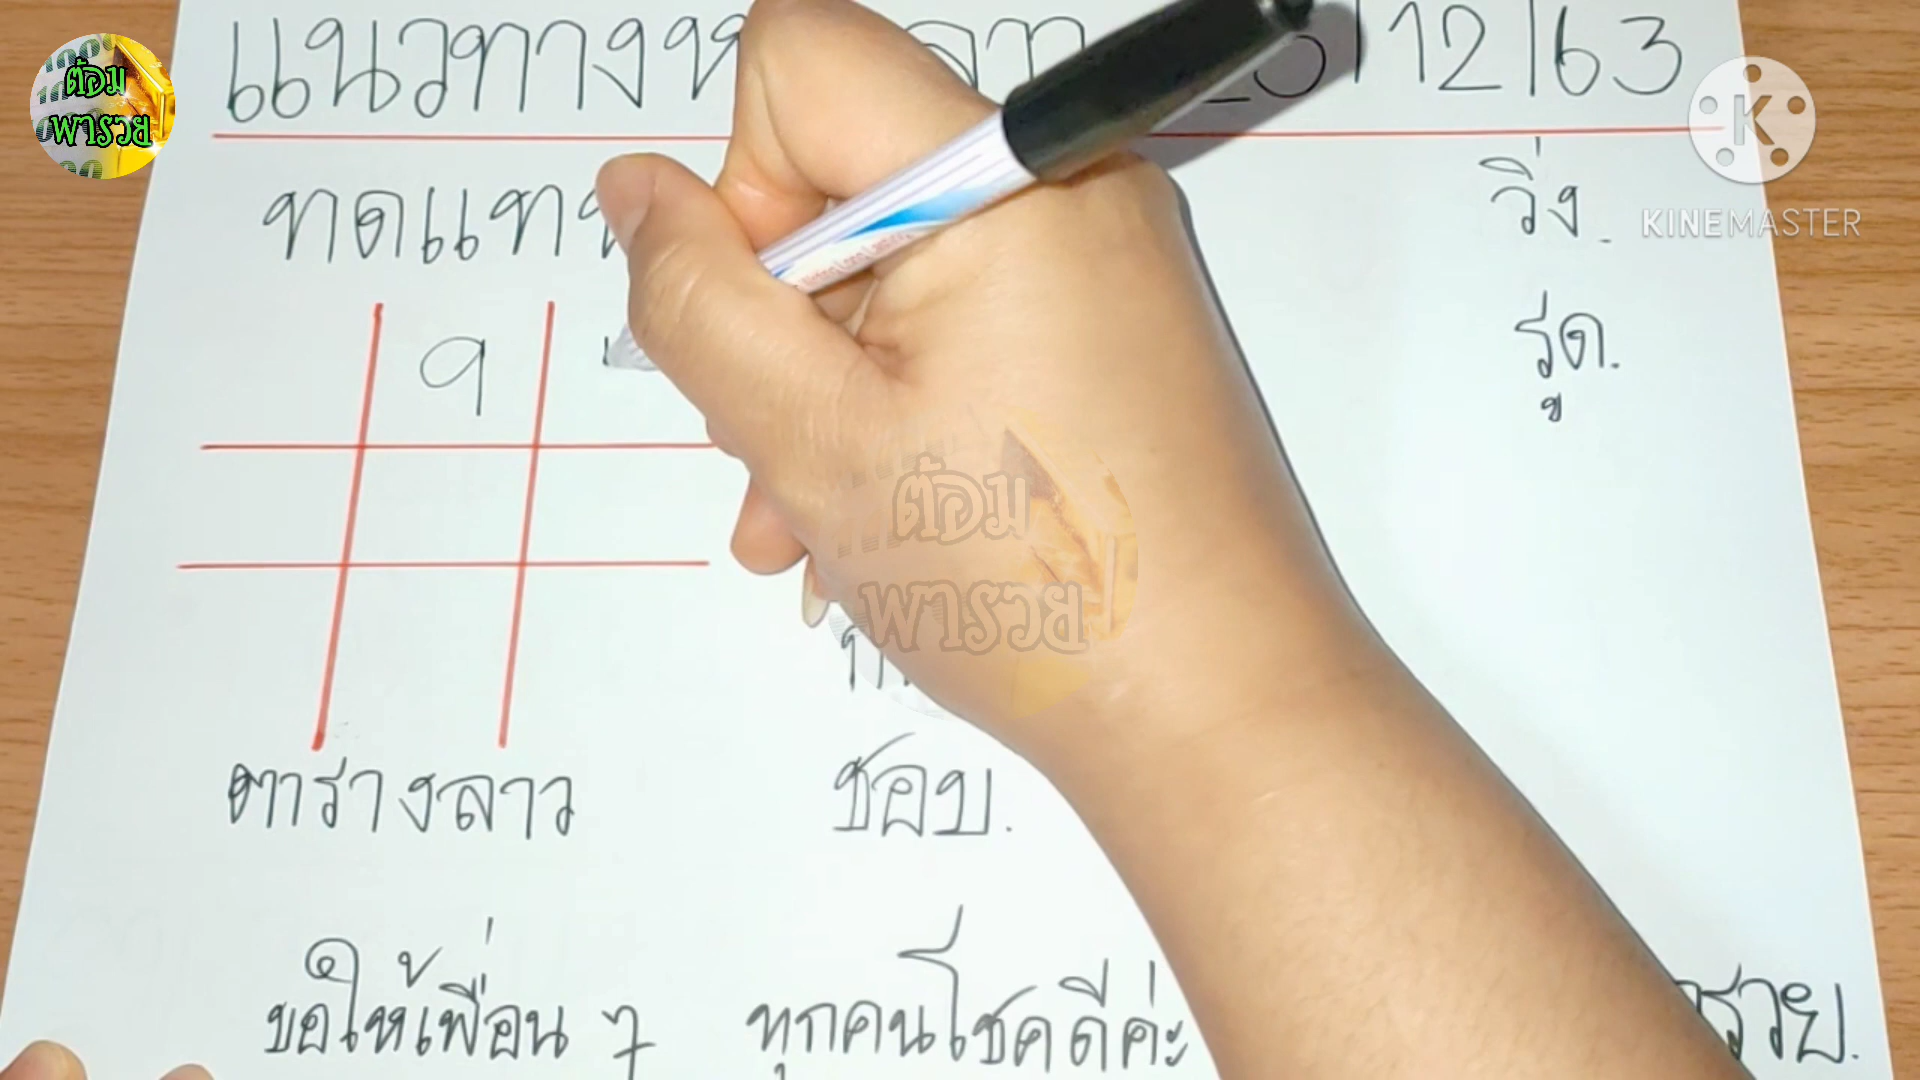 ต้อม
พารวย
แนวทาง /12/63
K
KINEMASTER
ทดแทน
วิ่ง.
9
รูด.
ต้อม
พารวย
ตารางลาว
ชอบ.
ขอให้เพื่อน ๆ ทุกคนโชคดีค่ะ รวย.